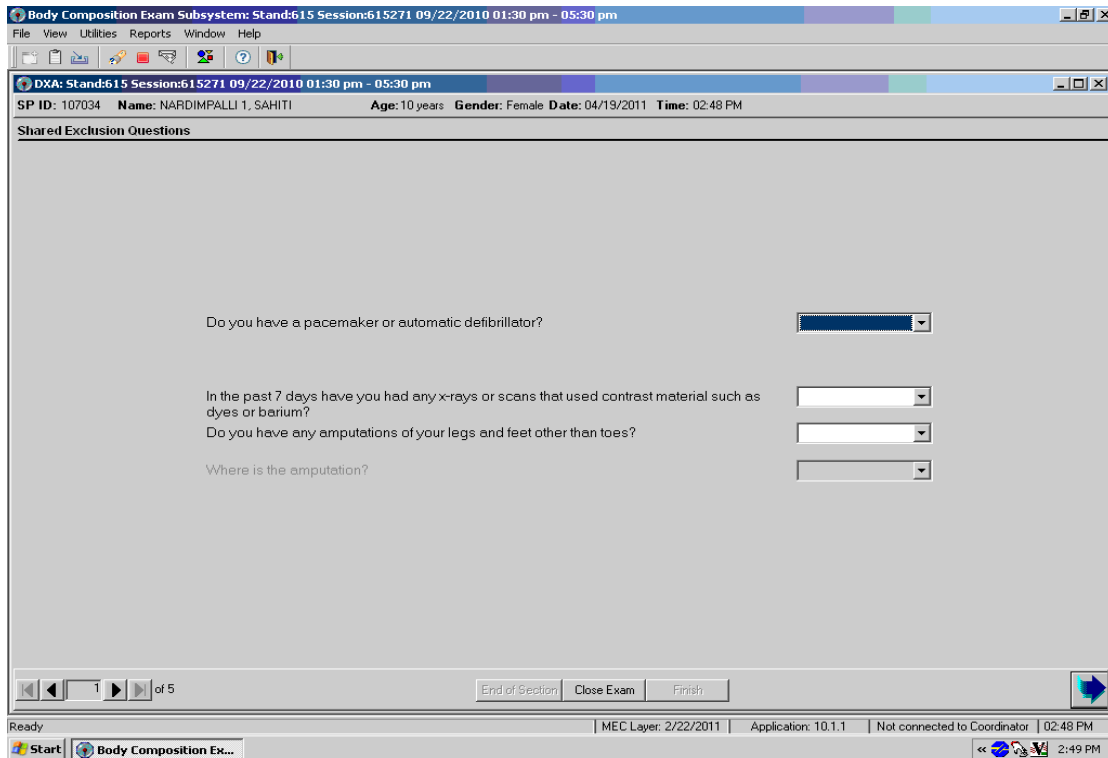 Body Composition Exam Subsystem: Stand:615 Session:615271 09/22/2010 01:30 pm - 05:30 pm
File View Utilities Reports Window Help
DXA: Stand:615 Session:615271 09/22/2010 01:30 pm - 05:30 pm
SP ID: 107034 Name: NARDIMPALLI 1, SAHITI Age: 10 years Gender: Female Date: 04/19/2011 Time: 02:48 PM
Shared Exclusion Questions
Do you have a pacemaker or automatic defibrillator?
In the past 7 days have you had any x-rays or scans that used contrast material such as
dyes or barium?
Do you have any amputations of your legs and feet other than toes?
Where is the amputation?
1 of 5 End of Section Close Exam Finish
Ready MEC Layer: 2/22/2011 Application: 10.1.1 Not connected to Coordinator 02:48 PM
Start Body Composition Ex... 2:49 PM